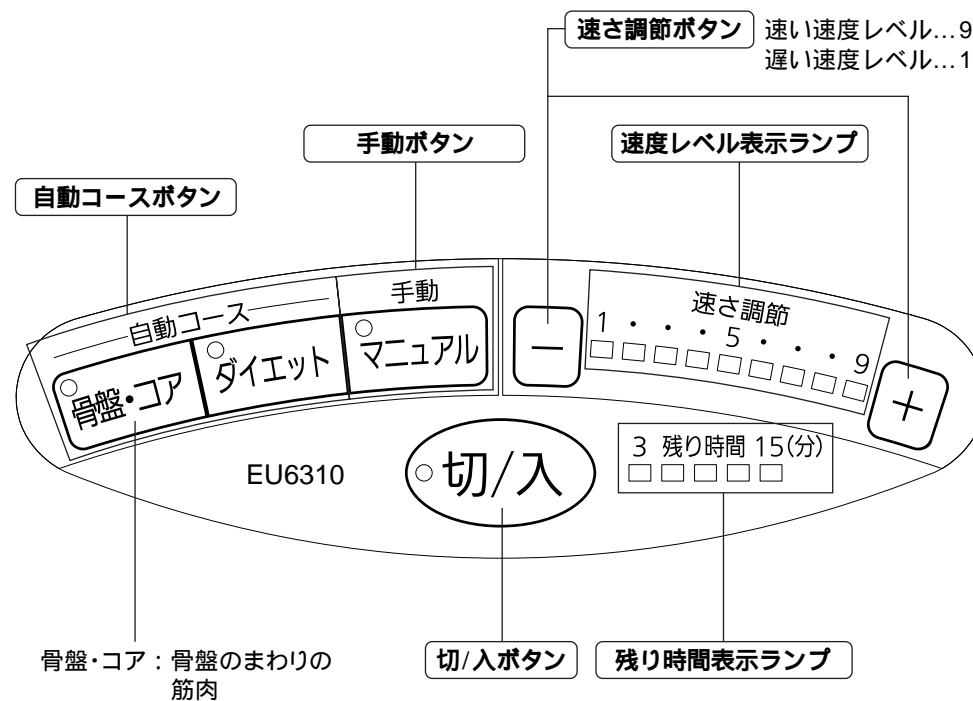 速さ調節ボタン 速い速度レベル…9
遅い速度レベル…1
手動ボタン
速度レベル表示ランプ
自動コースボタン
自動コース
手動
骨盤・コア
ダイエット
マニュアル
－
速さ調節
1・・・5・・・9
＋
EU6310
切/入
3 残り時間 15(分)
骨盤・コア：骨盤のまわりの
筋肉
切/入ボタン
残り時間表示ランプ